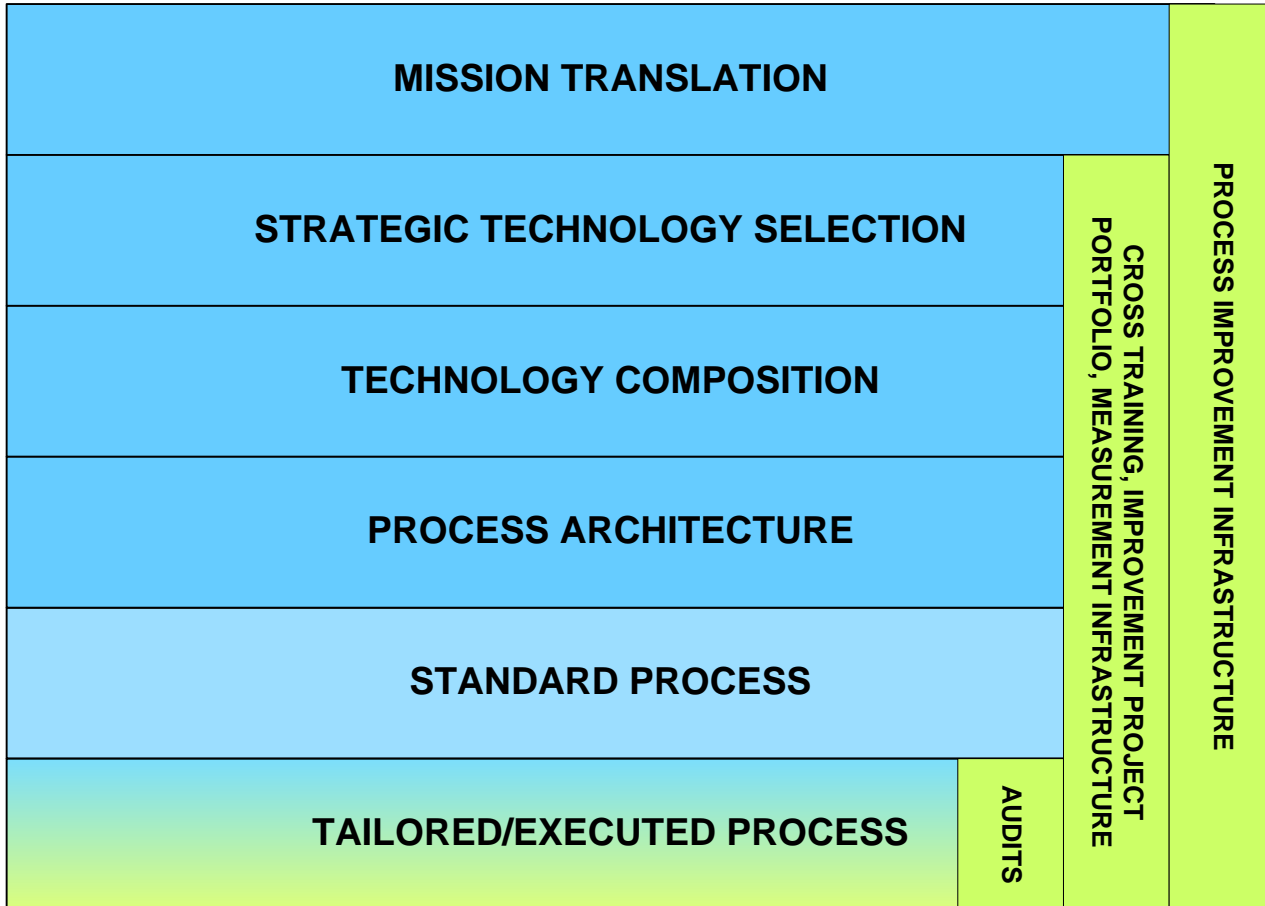 MISSION TRANSLATION
STRATEGIC TECHNOLOGY SELECTION
TECHNOLOGY COMPOSITION
PROCESS ARCHITECTURE
STANDARD PROCESS
TAILORED/EXECUTED PROCESS
AUDITS
CROSS TRAINING, IMPROVEMENT PROJECT
PORTFOLIO, MEASUREMENT INFRASTRUCTURE
PROCESS IMPROVEMENT INFRASTRUCTURE